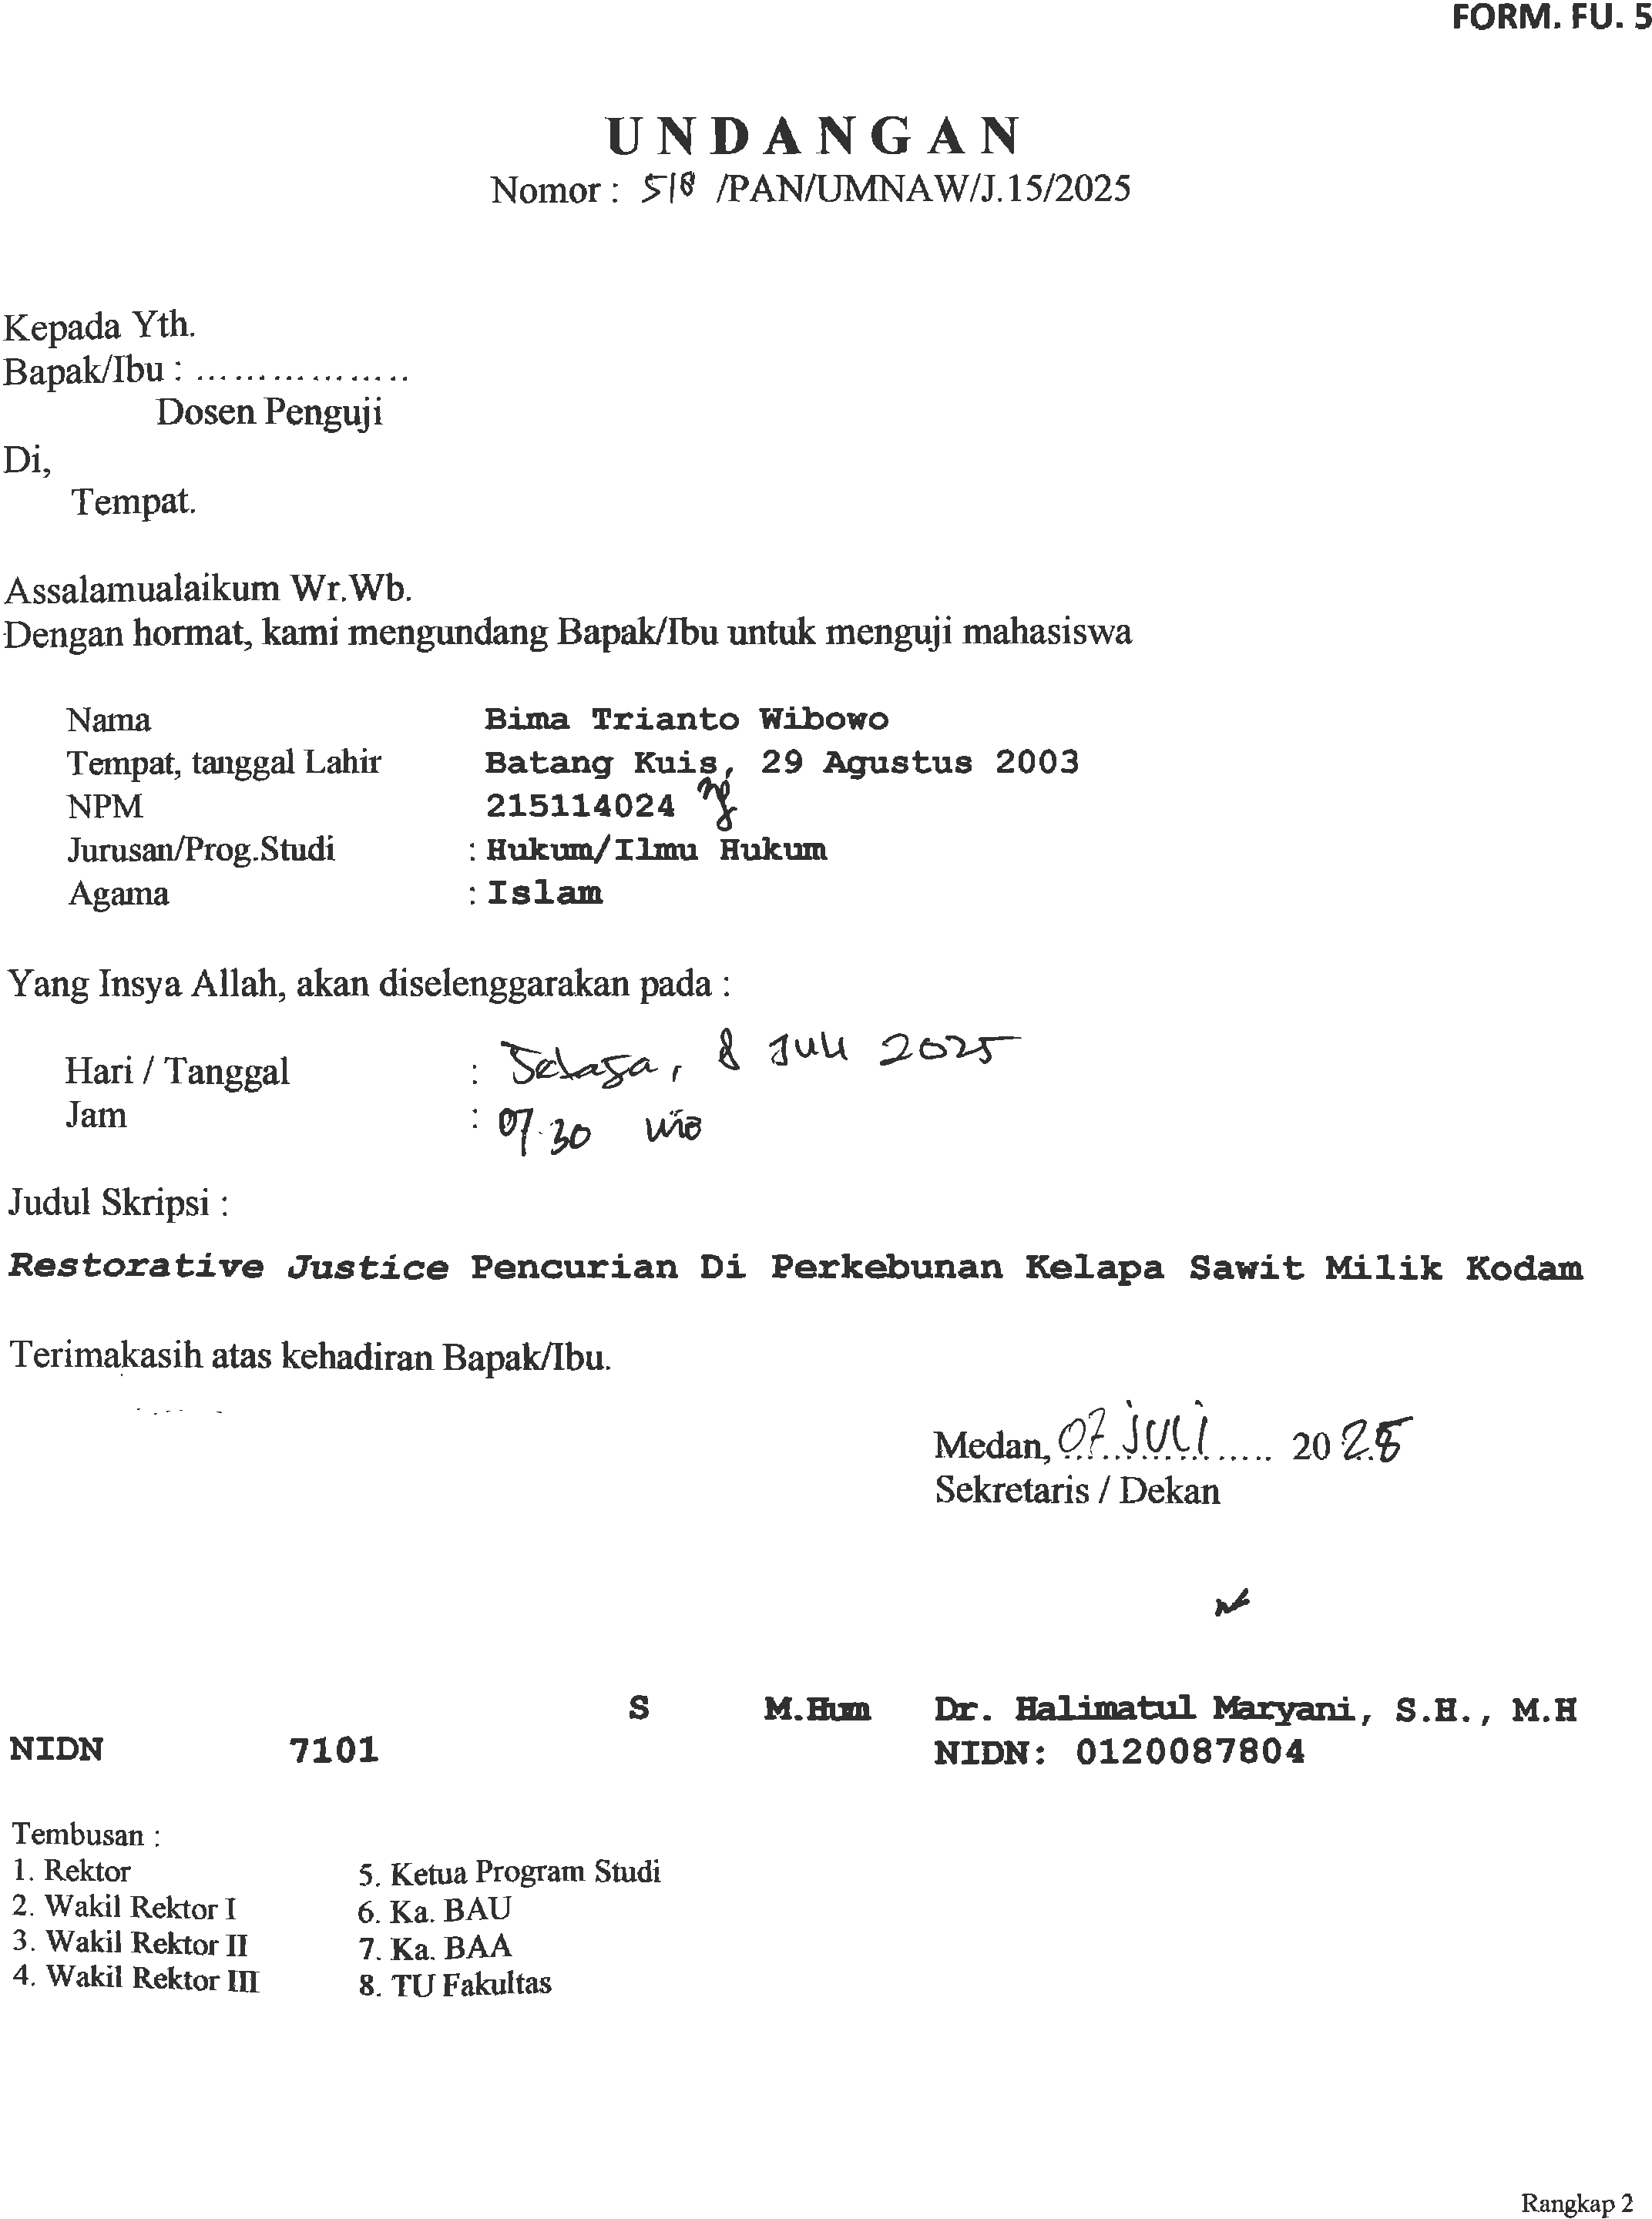 FORM. FU. 5
UNDANGAN
Nomor : 518 /PAN/UMNAW/J.15/2025
Kepada Yth.
Bapak/Ibu : .................
Dosen Penguji
Di,
Tempat.
Assalamualaikum Wr.Wb.
Dengan hormat, kami mengundang Bapak/Ibu untuk menguji mahasiswa
Nama Bima Trianto Wibowo
Tempat, tanggal Lahir Batang Kuis, 29 Agustus 2003
NPM 215114024
Jurusan/Prog.Studi : Hukum/Ilmu Hukum
Agama : Islam
Yang Insya Allah, akan diselenggarakan pada :
Hari / Tanggal : Selasa, 8 Juli 2025
Jam : 07.30 WIB
Judul Skripsi :
Restorative Justice Pencurian Di Perkebunan Kelapa Sawit Milik Kodam
Terimakasih atas kehadiran Bapak/Ibu.
Medan, 07 Juli ..... 2025
Sekretaris / Dekan
S M.Hum Dr. Halimatul Maryani, S.H., M.H
NIDN 7101 NIDN: 0120087804
Tembusan :
1. Rektor
2. Wakil Rektor I
3. Wakil Rektor II
4. Wakil Rektor III
5. Ketua Program Studi
6. Ka. BAU
7. Ka. BAA
8. TU Fakultas
Rangkap 2